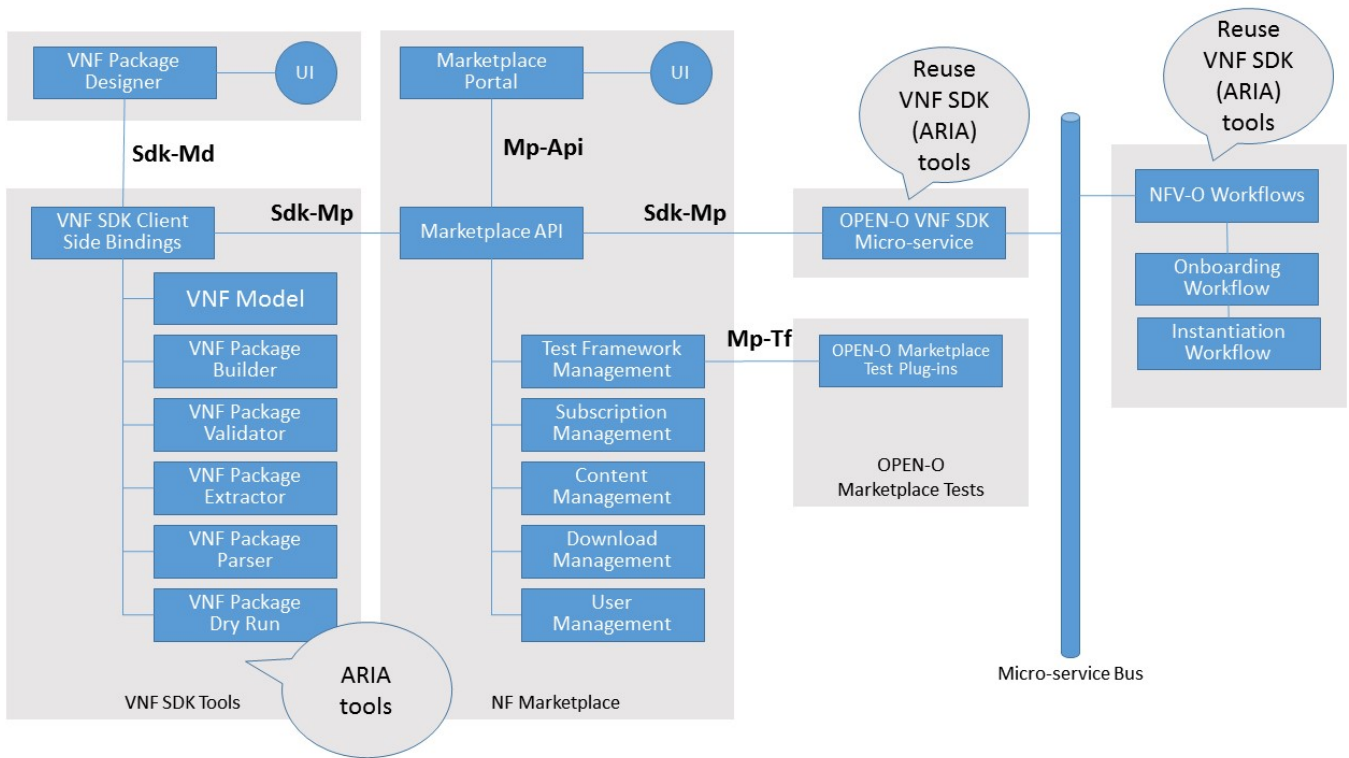 VNF Package
Designer
UI
Sdk-Md
VNF SDK Client
Side Bindings
VNF Model
VNF Package
Builder
VNF Package
Validator
VNF Package
Extractor
VNF Package
Parser
VNF Package
Dry Run
VNF SDK Tools
ARIA
tools
Sdk-Mp
Marketplace
Portal
UI
Mp-Api
Marketplace API
Test Framework
Management
Subscription
Management
Content
Management
Download
Management
User
Management
NF Marketplace
Sdk-Mp
Mp-Tf
Reuse
VNF SDK
(ARIA)
tools
OPEN-O VNF SDK
Micro-service
OPEN-O Marketplace
Test Plug-ins
OPEN-O
Marketplace Tests
Micro-service Bus
Reuse
VNF SDK
(ARIA)
tools
NFV-O Workflows
Onboarding
Workflow
Instantiation
Workflow